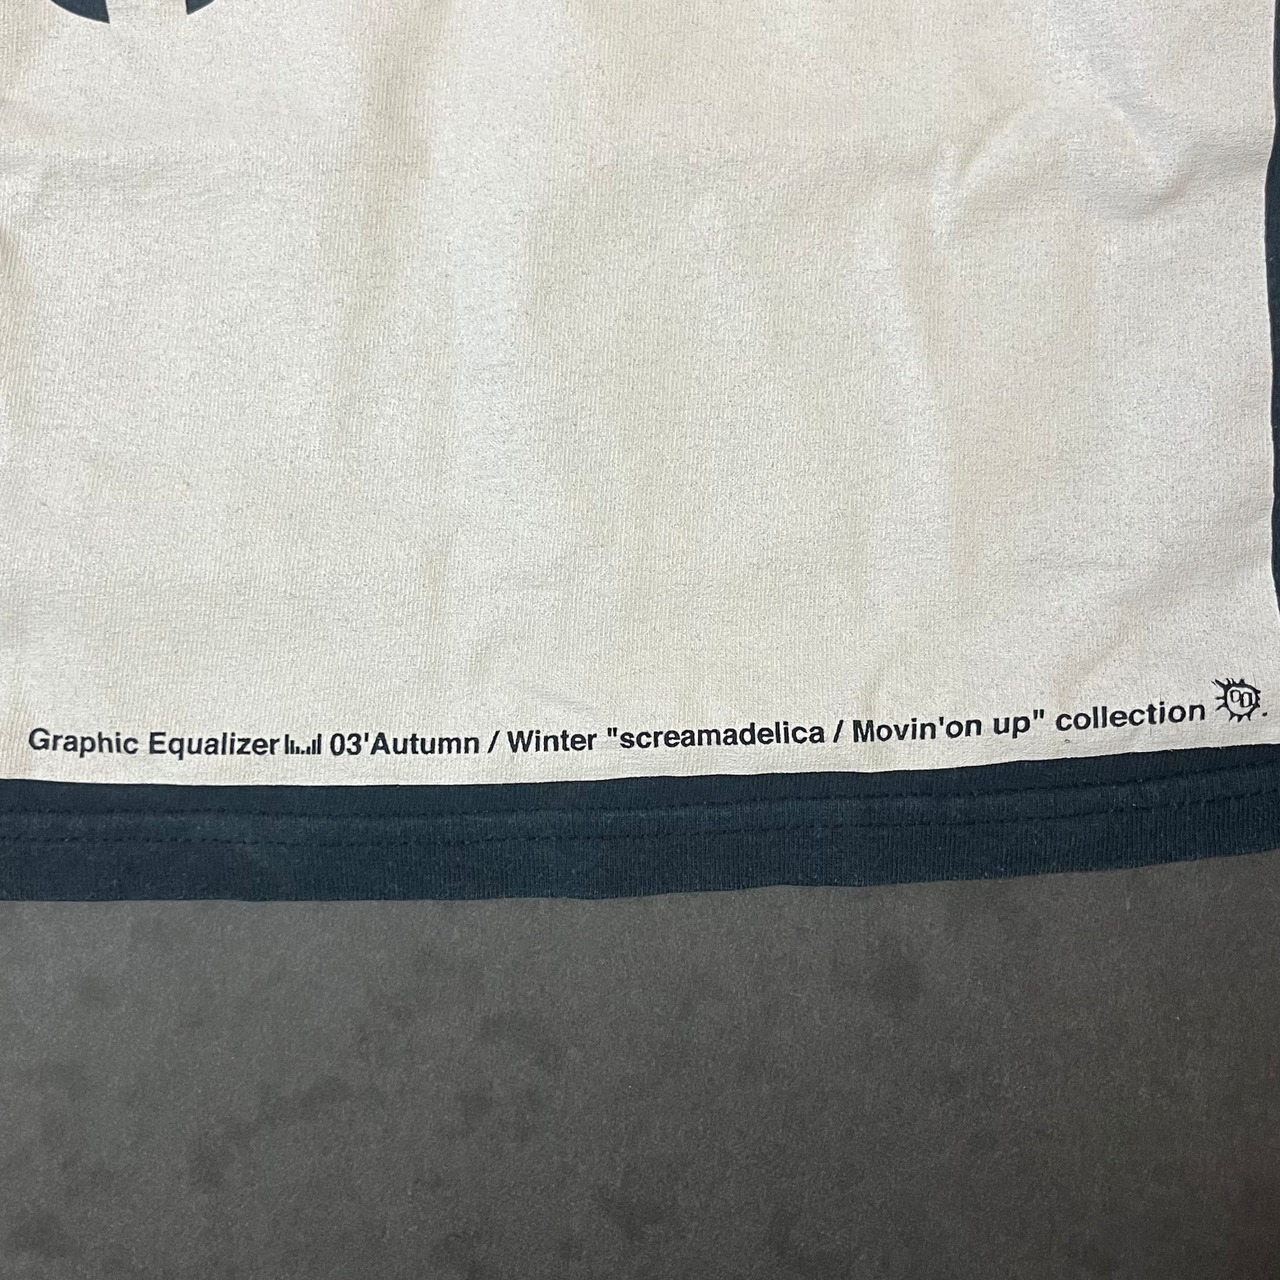 Graphic Equalizer 03'Autumn / Winter "screamadelica / Movin'on up" collection .